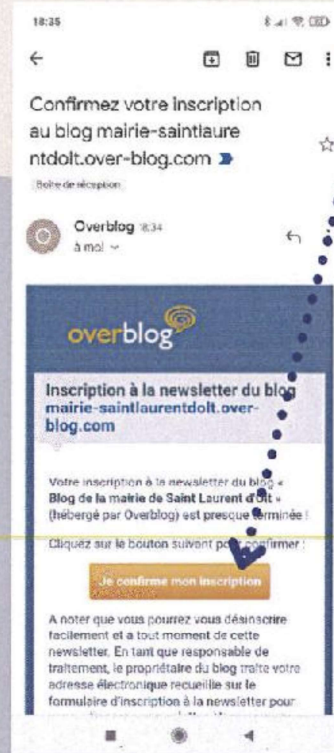 18:35
Confirmez votre inscription
au blog mairie-saintlaure
ntdolt.over-blog.com
Boîte de réception
Overblog 18:34
à moi
overblog
Inscription à la newsletter du blog
mairie-saintlaurentdolt.over-
blog.com
Votre inscription à la newsletter du blog «
Blog de la mairie de Saint Laurent d'Olt »
(hébergé par Overblog) est presque terminée !
Cliquez sur le bouton suivant pour confirmer :
Je confirme mon inscription
A noter que vous pourrez vous désinscrire
facilement et a tout moment de cette
newsletter. En tant que responsable de
traitement, le propriétaire du blog traite votre
adresse électronique recueillie sur le
formulaire d'inscription à la newsletter pour